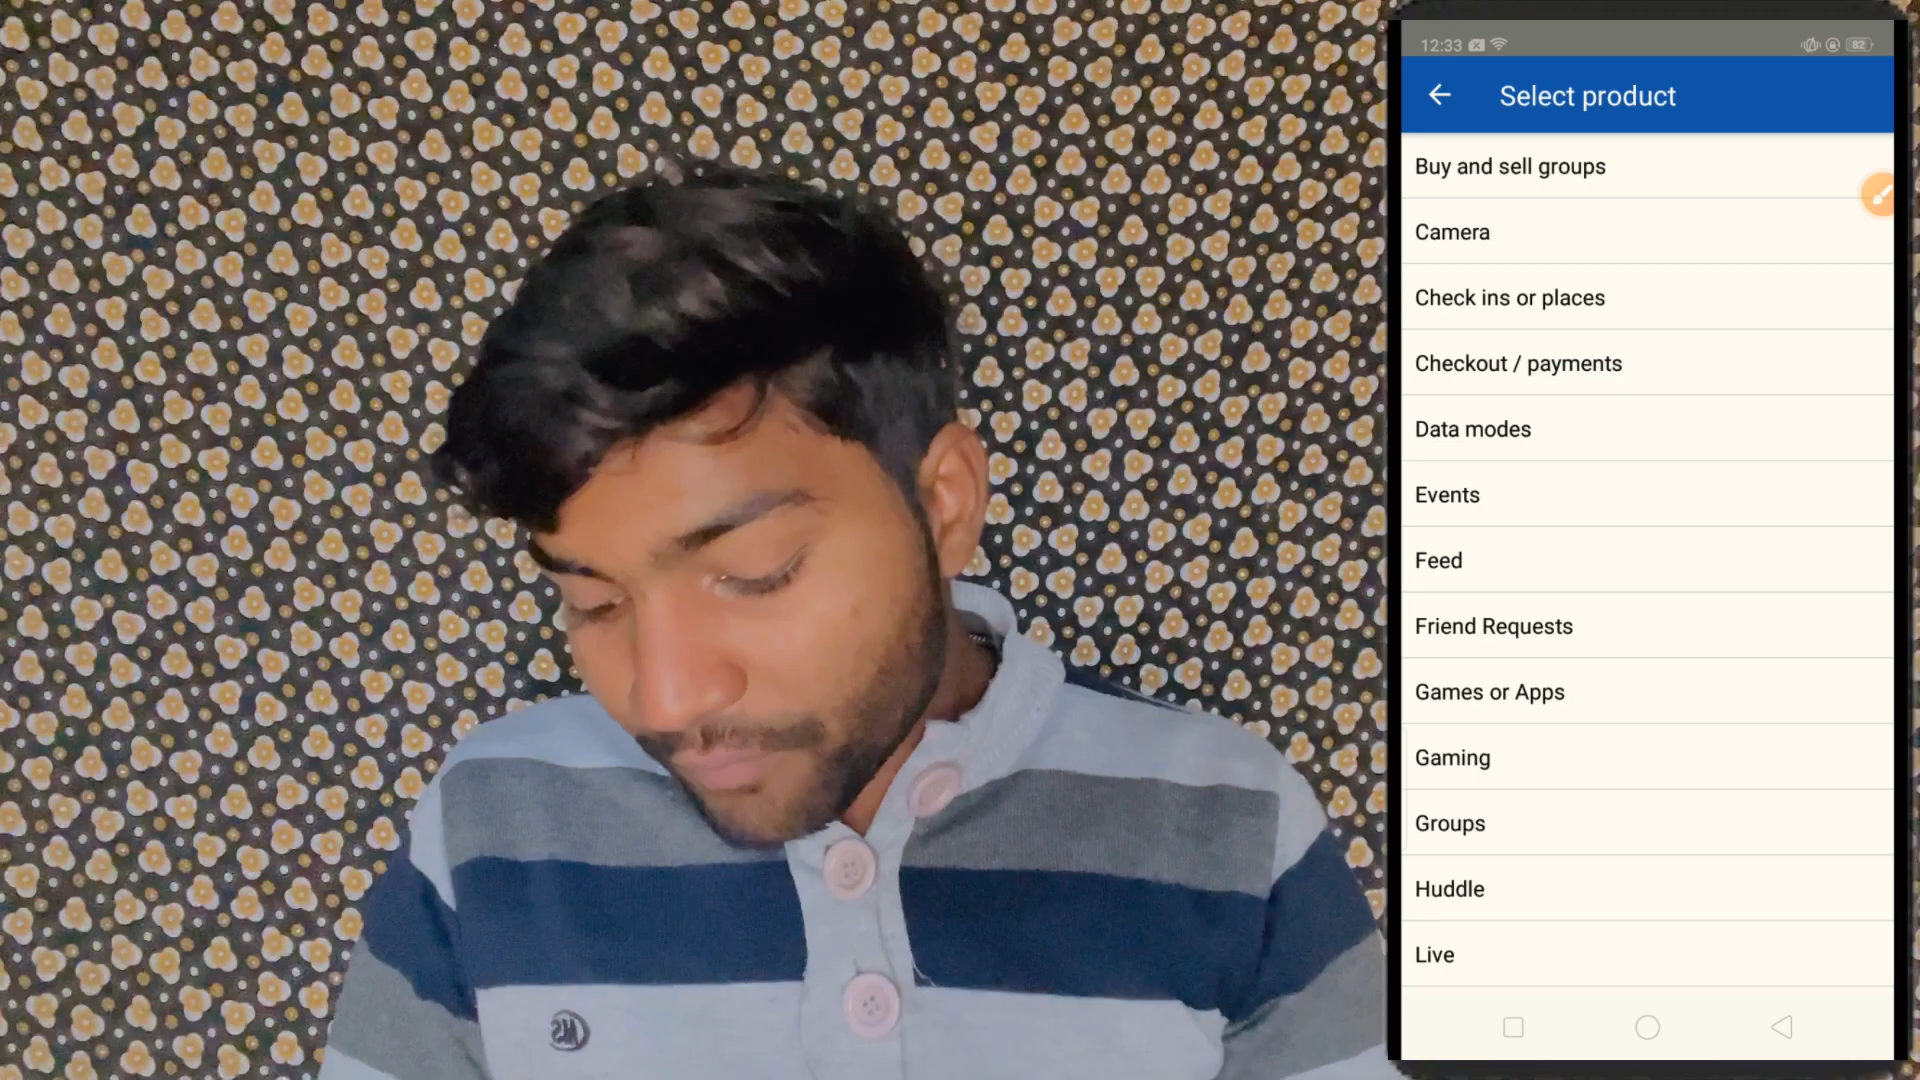 12:33
82
Select product
Buy and sell groups
Camera
Check ins or places
Checkout / payments
Data modes
Events
Feed
Friend Requests
Games or Apps
Gaming
Groups
Huddle
Live